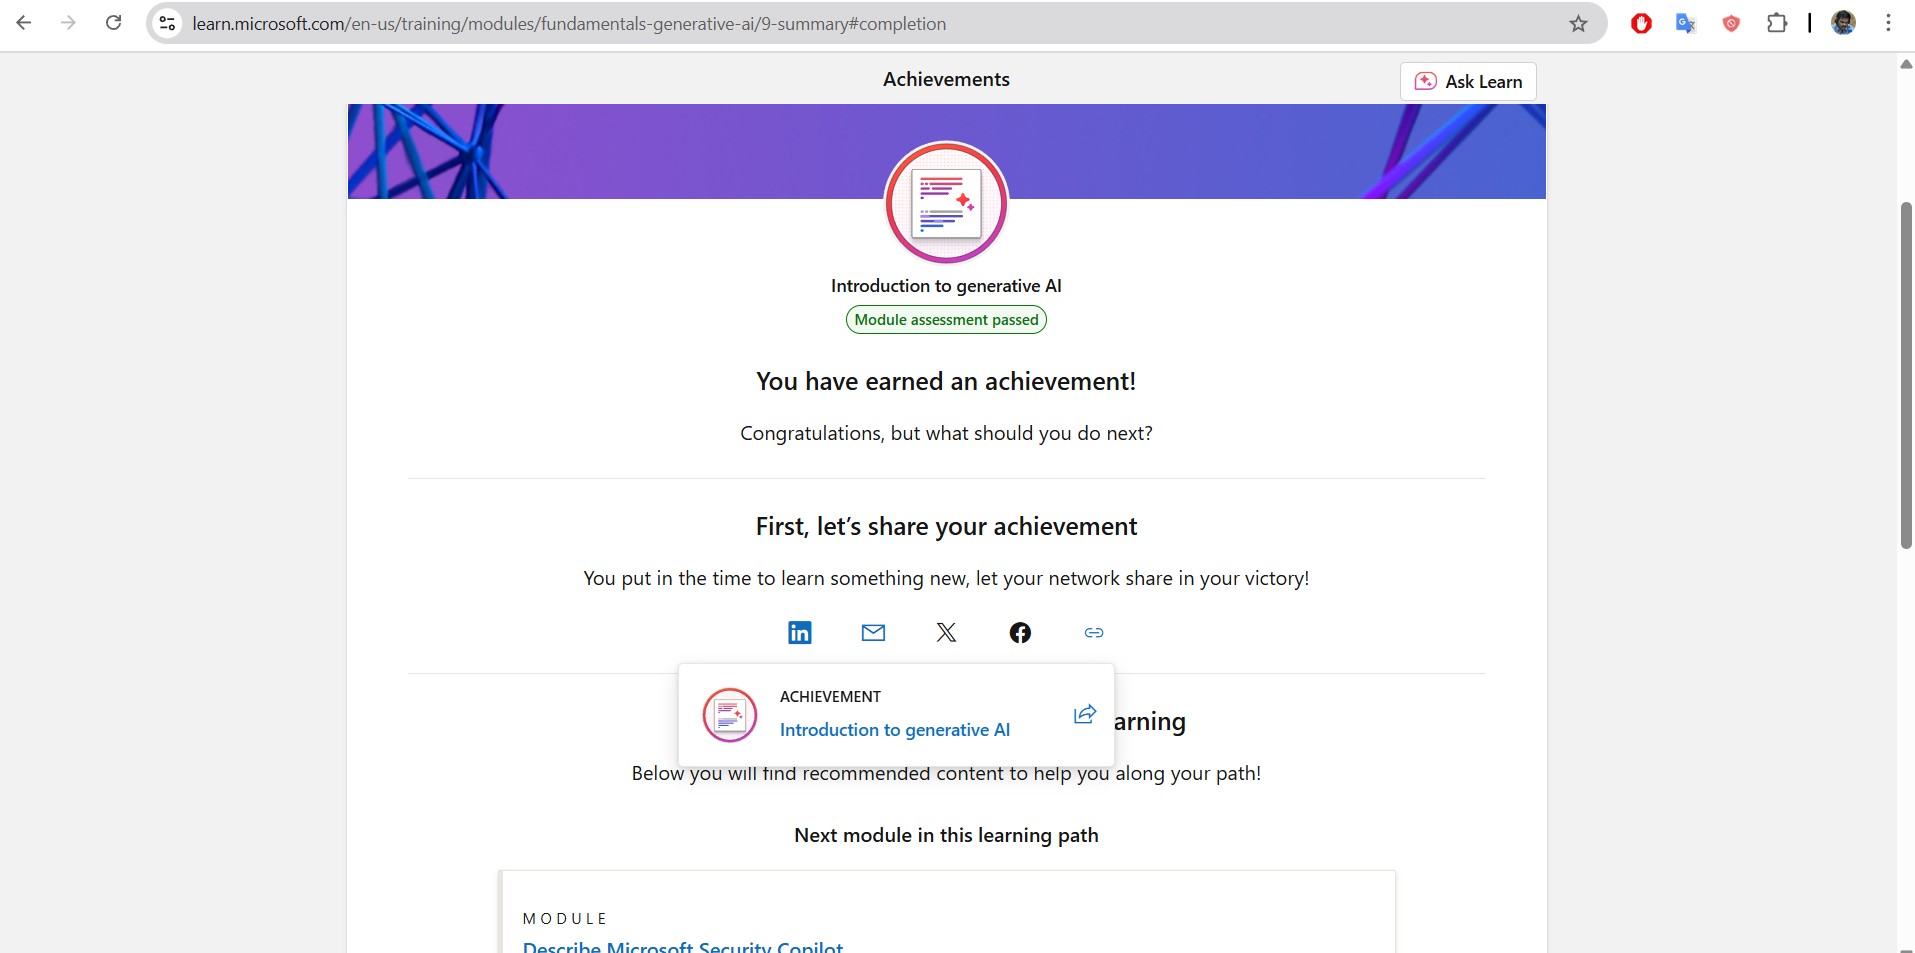 learn.microsoft.com/en-us/training/modules/fundamentals-generative-ai/9-summary#completion
Achievements
Ask Learn
Introduction to generative AI
Module assessment passed
You have earned an achievement!
Congratulations, but what should you do next?
First, let’s share your achievement
You put in the time to learn something new, let your network share in your victory!
ACHIEVEMENT
Introduction to generative AI
arning
Below you will find recommended content to help you along your path!
Next module in this learning path
MODULE
Describe Microsoft Security Copilot